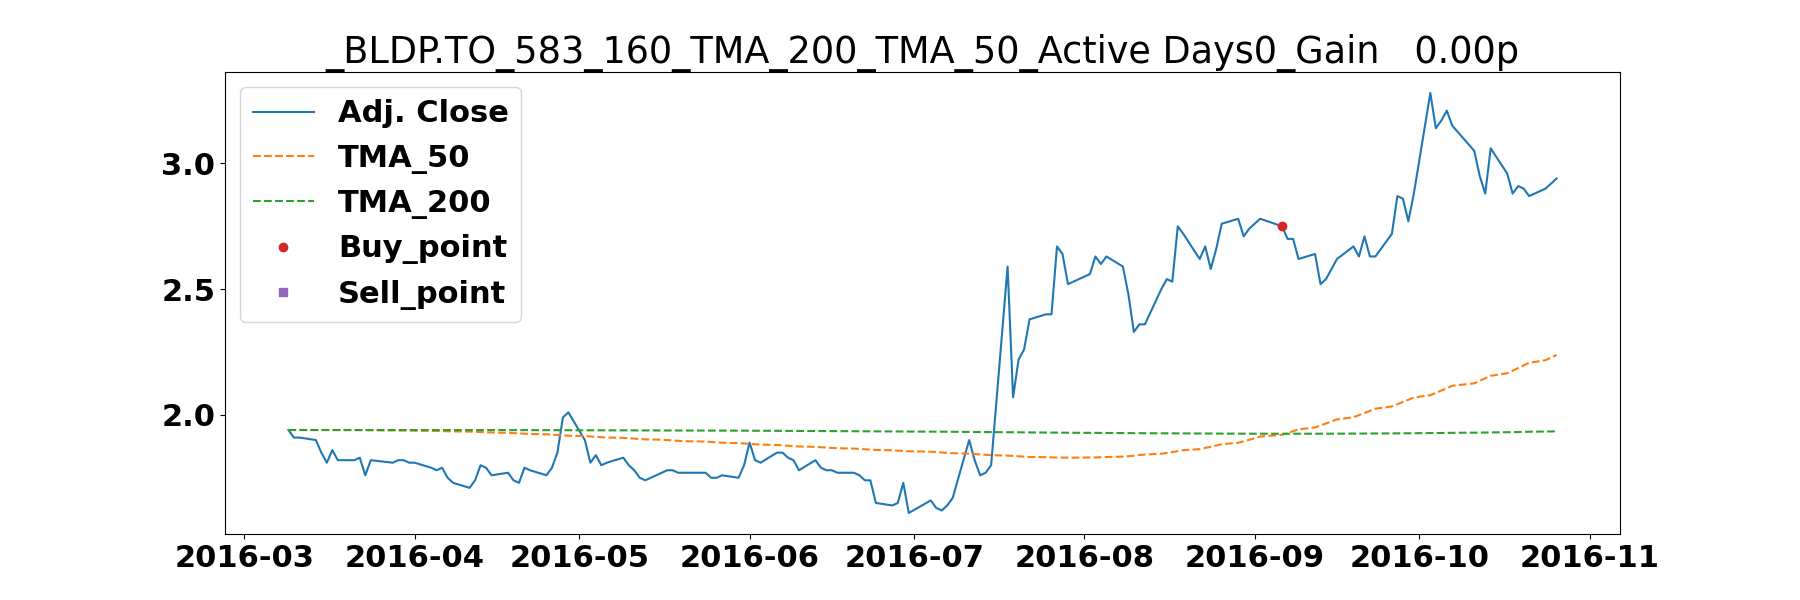 _BLDP.TO_583_160_TMA_200_TMA_50_Active Days0_Gain   0.00p
Adj. Close
TMA_50
TMA_200
Buy_point
Sell_point
3.0
2.5
2.0
2016-03 2016-04 2016-05 2016-06 2016-07 2016-08 2016-09 2016-10 2016-11